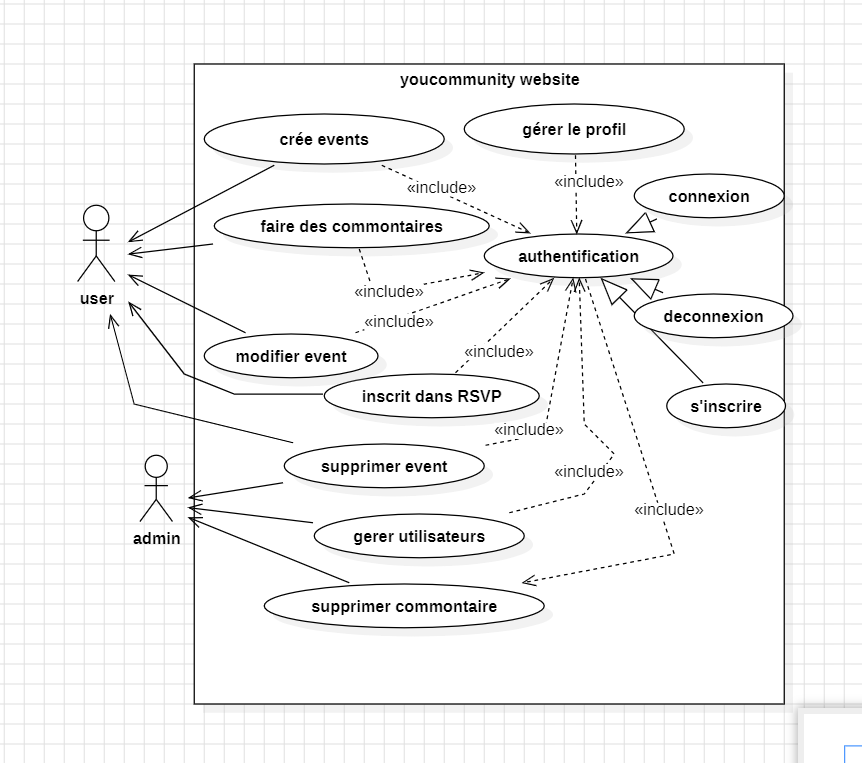 youcommunity website
crée events
gérer le profil
«include»
«include»
connexion
faire des commontaires
authentification
user
«include»
«include»
deconnexion
modifier event
«include»
inscrit dans RSVP
s'inscrire
«include»
supprimer event
«include»
«include»
admin
gerer utilisateurs
supprimer commontaire